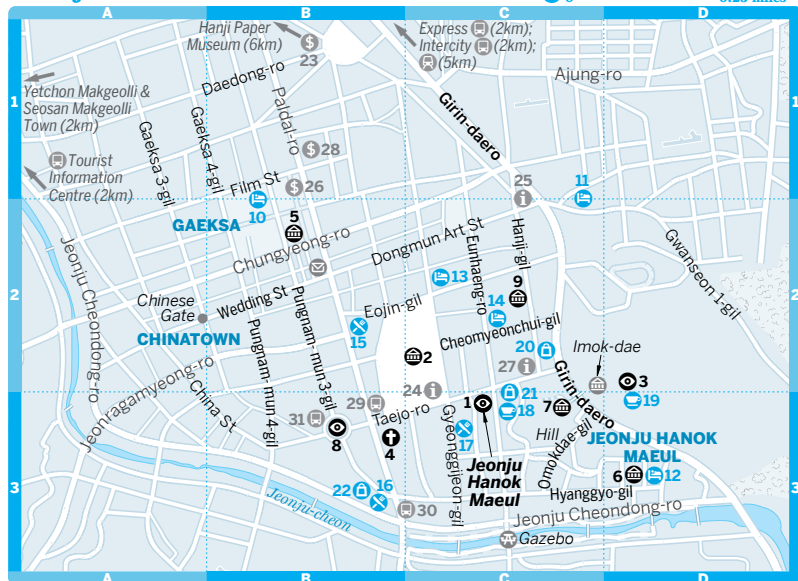 0.25 miles
A
B
C
D
Hanji Paper
Museum (6km)
23
Express (2km);
Intercity (2km);
(5km)
Ajung-ro
Daedong-ro
Yetchon Makgeolli &
Seosan Makgeolli
Town (2km)
1
1
Paldal-ro
Girin-daero
Gaeksa 3-gil
Gaeksa 4-gil
28
Tourist
Information
Centre (2km)
Film St
26
25
11
10
GAEKSA
5
Chungyeong-ro
Dongmun Art St
Eunhaeng-ro
Hanji-gil
Gwanseon 1-gil
Jeonju Cheondong-ro
13
9
2
2
Chinese
Gate
Wedding St
Eojin-gil
14
CHINATOWN
15
Cheomyeonchui-gil
Pungnam-mun 3-gil
Pungnam-mun 4-gil
2
20
Imok-dae
27
Girin-daero
3
19
Jeonragamyeong-ro
China St
24
1
21
18
7
29
Taejo-ro
31
8
4
17
Gyeonggijeon-gil
Hill
Omokdae-gil
JEONJU HANOK
MAEUL
Jeonju
Hanok
Maeul
6
12
3
3
22
16
Hyanggyo-gil
Jeonju-cheon
30
Jeonju Cheondong-ro
Gazebo
A
B
C
D